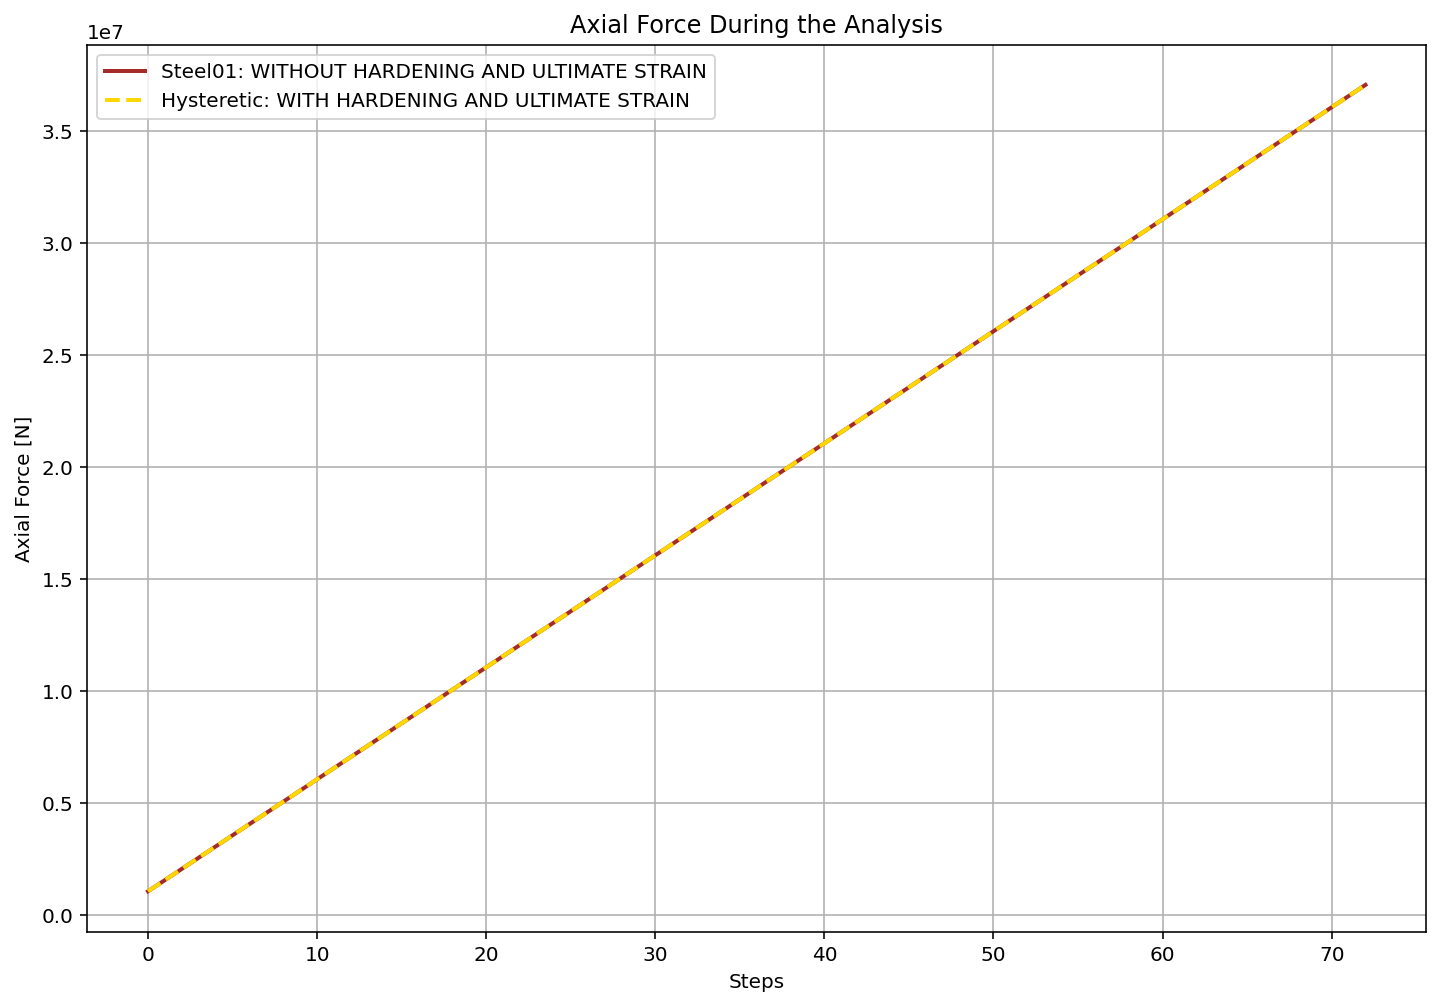 Axial Force During the Analysis
1e7
Steel01: WITHOUT HARDENING AND ULTIMATE STRAIN
Hysteretic: WITH HARDENING AND ULTIMATE STRAIN
3.5
3.0
2.5
2.0
1.5
1.0
0.5
0.0
Axial Force [N]
0 10 20 30 40 50 60 70
Steps